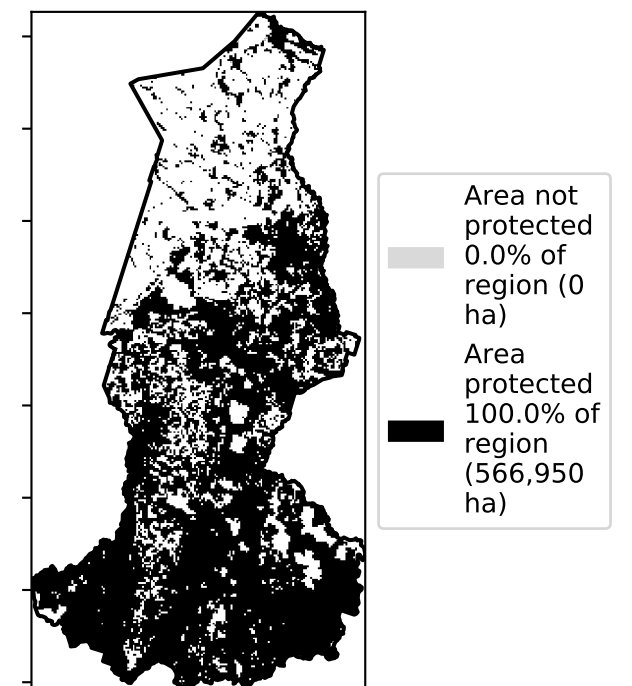 Area not
protected
0.0% of
region (0
ha)
Area
protected
100.0% of
region
(566,950
ha)